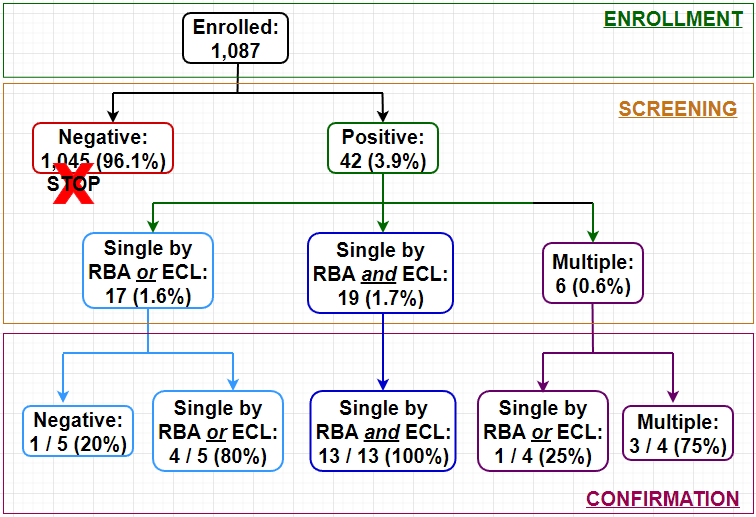 ENROLLMENT
Enrolled:
1,087
SCREENING
Negative:
1,045 (96.1%)
STOP
Positive:
42 (3.9%)
Single by
RBA or ECL:
17 (1.6%)
Single by
RBA and ECL:
19 (1.7%)
Multiple:
6 (0.6%)
Negative:
1 / 5 (20%)
Single by
RBA or ECL:
4 / 5 (80%)
Single by
RBA and ECL:
13 / 13 (100%)
Single by
RBA or ECL:
1 / 4 (25%)
Multiple:
3 / 4 (75%)
CONFIRMATION